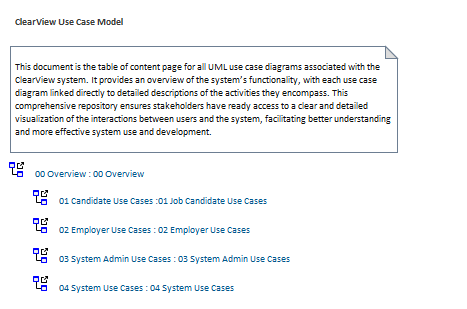 ClearView Use Case Model
This document is the table of content page for all UML use case diagrams associated with the
ClearView system. It provides an overview of the system's functionality, with each use case
diagram linked directly to detailed descriptions of the activities they encompass. This
comprehensive repository ensures stakeholders have ready access to a clear and detailed
visualization of the interactions between users and the system, facilitating better understanding
and more effective system use and development.
00 Overview : 00 Overview
01 Candidate Use Cases :01 Job Candidate Use Cases
02 Employer Use Cases : 02 Employer Use Cases
03 System Admin Use Cases : 03 System Admin Use Cases
04 System Use Cases : 04 System Use Cases